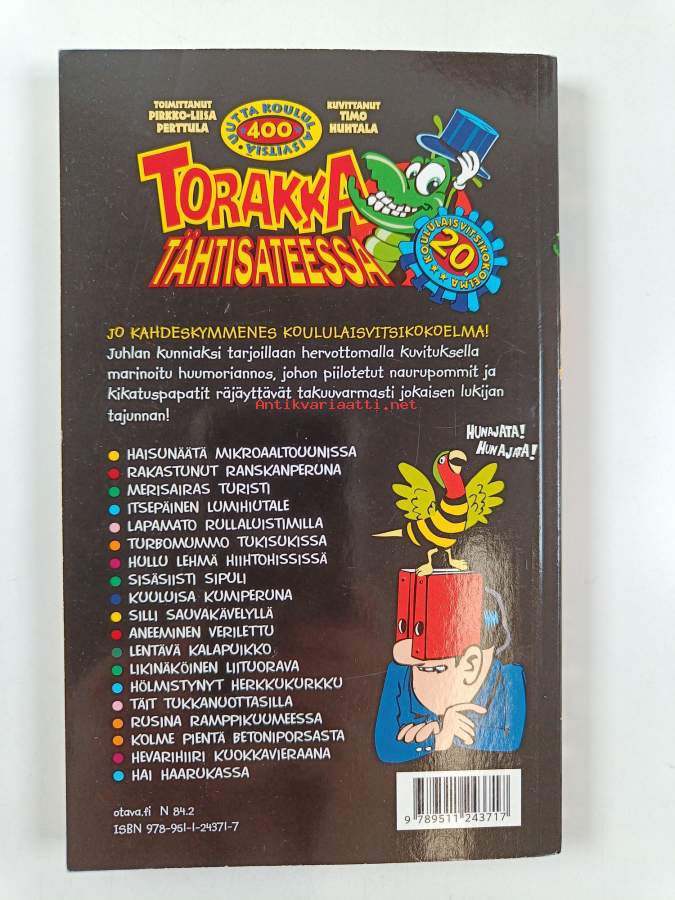 TOIMITTANUT
PIRKKO-LIISA
PERTTULA
400
UUTTA KOULULAISVITSIÄ
KUVITTANUT
TIMO
HUHTALA
TORAKKA
TÄHTISATEESSA
20.
KOULULAISVITSIKOKOELMA
JO KAHDESKYMMENES KOULULAISVITSIKOKOELMA!
Juhlan kunniaksi tarjoillaan hervottomalla kuvituksella
marinoitu huumoriannos, johon piilotetut naurupommit ja
kikatuspapatit räjäyttävät takuuvarmasti jokaisen lukijan
tajunnan!
Antikvariaatti.net
HUNAJATA!
HUNAJATA!
HAISUNÄÄTÄ MIKROAALTOUUNISSA
RAKASTUNUT RANSKANPERUNA
MERISAIRAS TURISTI
ITSEPÄINEN LUMIHIUTALE
LAPAMATO RULLALUISTIMILLA
TURBOMUMMO TUKISUKISSA
HULLU LEHMÄ HIIHTOHISSISSÄ
SISÄSIISTI SIPULI
KUULUISA KUMIPERUNA
SILLI SAUVAKÄVELYLLÄ
ANEEMINEN VERILETTU
LENTÄVÄ KALAPUIKKO
LIKINÄKÖINEN LIITUORAVA
HÖLMISTYNYT HERKKUKURKKU
TÄIT TUKKANUOTTASILLA
RUSINA RAMPPIKUUMEESSA
KOLME PIENTÄ BETONIPORSASTA
HEVARIHIIRI KUOKKAVIERAANA
HAI HAARUKASSA
otava.fi N 84.2
ISBN 978-951-1-24371-7
9 789511 243717